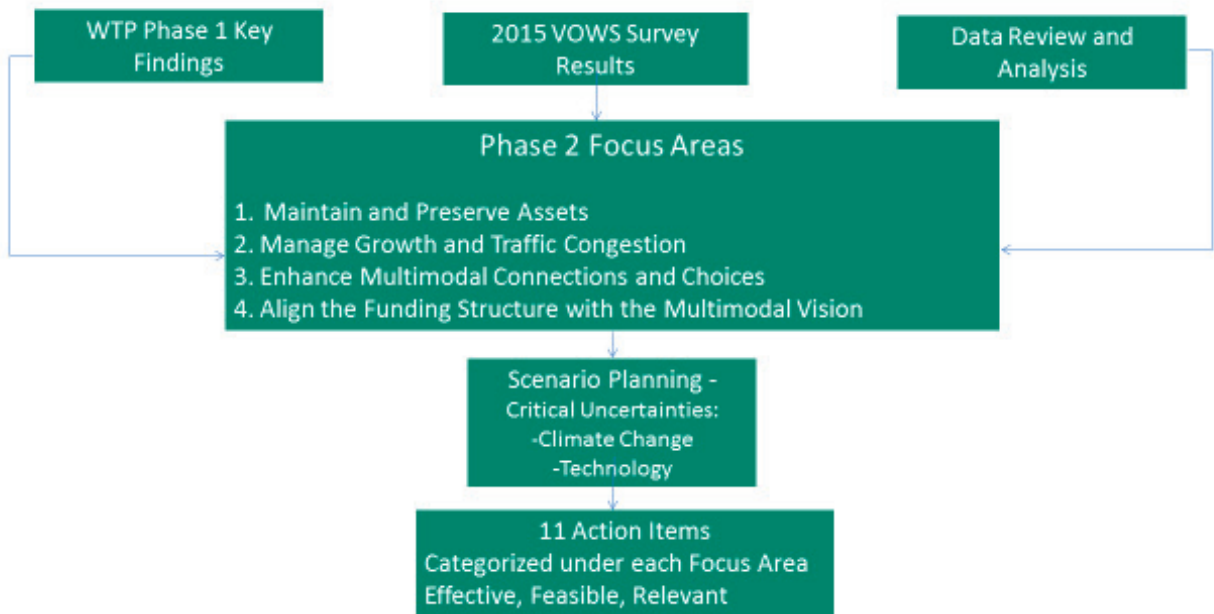 WTP Phase 1 Key
Findings
2015 VOWS Survey
Results
Data Review and
Analysis
Phase 2 Focus Areas
1. Maintain and Preserve Assets
2. Manage Growth and Traffic Congestion
3. Enhance Multimodal Connections and Choices
4. Align the Funding Structure with the Multimodal Vision
Scenario Planning -
Critical Uncertainties:
-Climate Change
-Technology
11 Action Items
Categorized under each Focus Area
Effective, Feasible, Relevant